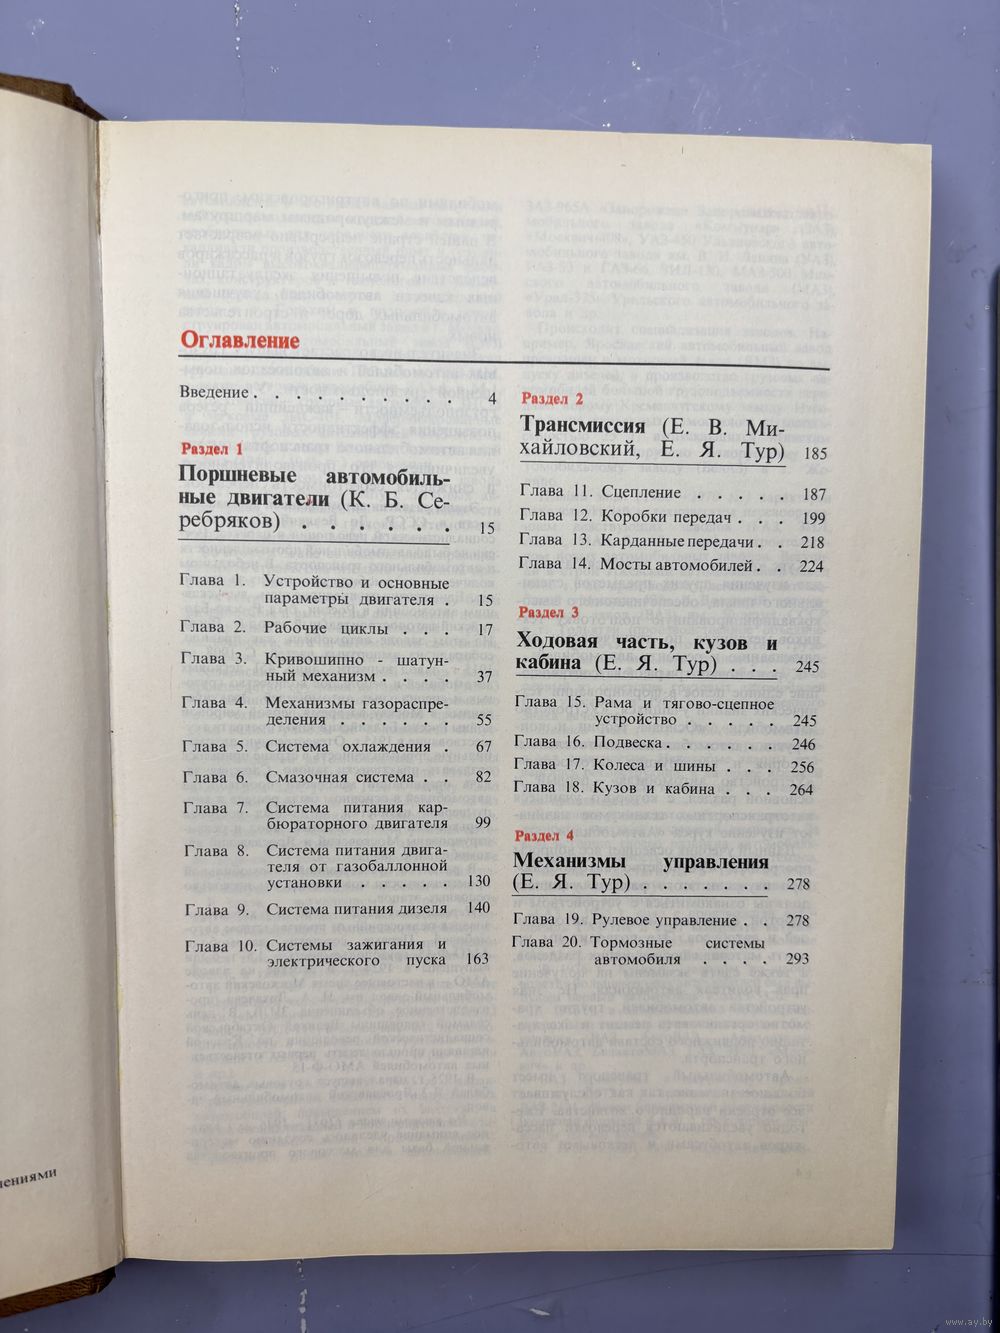 Оглавление
Введение . . . . . . . . . . 4
Раздел 1
Поршневые автомобиль-
ные двигатели (К. Б. Се-
ребряков) . . . . . . 15
Глава 1. Устройство и основные
параметры двигателя . 15
Глава 2. Рабочие циклы . . . 17
Глава 3. Кривошипно - шатун-
ный механизм . . . . 37
Глава 4. Механизмы газораспре-
деления . . . . . . 55
Глава 5. Система охлаждения . 67
Глава 6. Смазочная система . . 82
Глава 7. Система питания кар-
бюраторного двигателя 99
Глава 8. Система питания двига-
теля от газобаллонной
установки . . . . . 130
Глава 9. Система питания дизеля 140
Глава 10. Системы зажигания и
электрического пуска 163
Раздел 2
Трансмиссия (Е. В. Ми-
хайловский, Е. Я. Тур) 185
Глава 11. Сцепление . . . . . 187
Глава 12. Коробки передач . . . 199
Глава 13. Карданные передачи . . 218
Глава 14. Мосты автомобилей . . 224
Раздел 3
Ходовая часть, кузов и
кабина (Е. Я. Тур) . . . 245
Глава 15. Рама и тягово-сцепное
устройство . . . . . 245
Глава 16. Подвеска . . . . . . 246
Глава 17. Колеса и шины . . . 256
Глава 18. Кузов и кабина . . . 264
Раздел 4
Механизмы управления
(Е. Я. Тур) . . . . . . . 278
Глава 19. Рулевое управление . . 278
Глава 20. Тормозные системы
автомобиля . . . . 293
www.ay.by